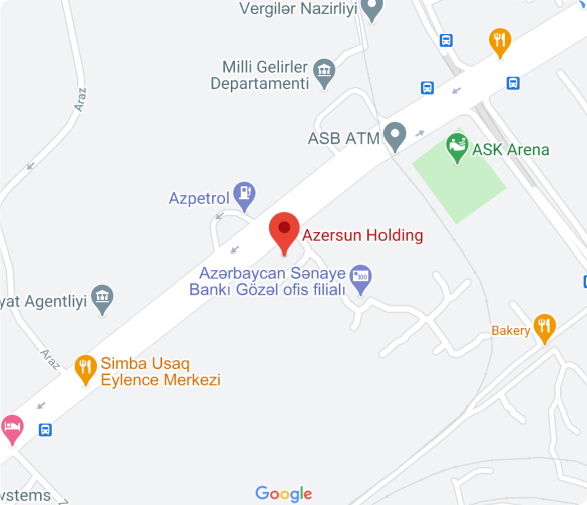 Vergilər Nazirliyi
Milli Gelirler
Departamenti
Araz
ASB ATM
ASK Arena
Azpetrol
Azersun Holding
Azərbaycan Sənaye
Bankı Gözəl ofis filialı
yat Agentliyi
Bakery
Araz
Simba Usaq
Eylence Merkezi
Google